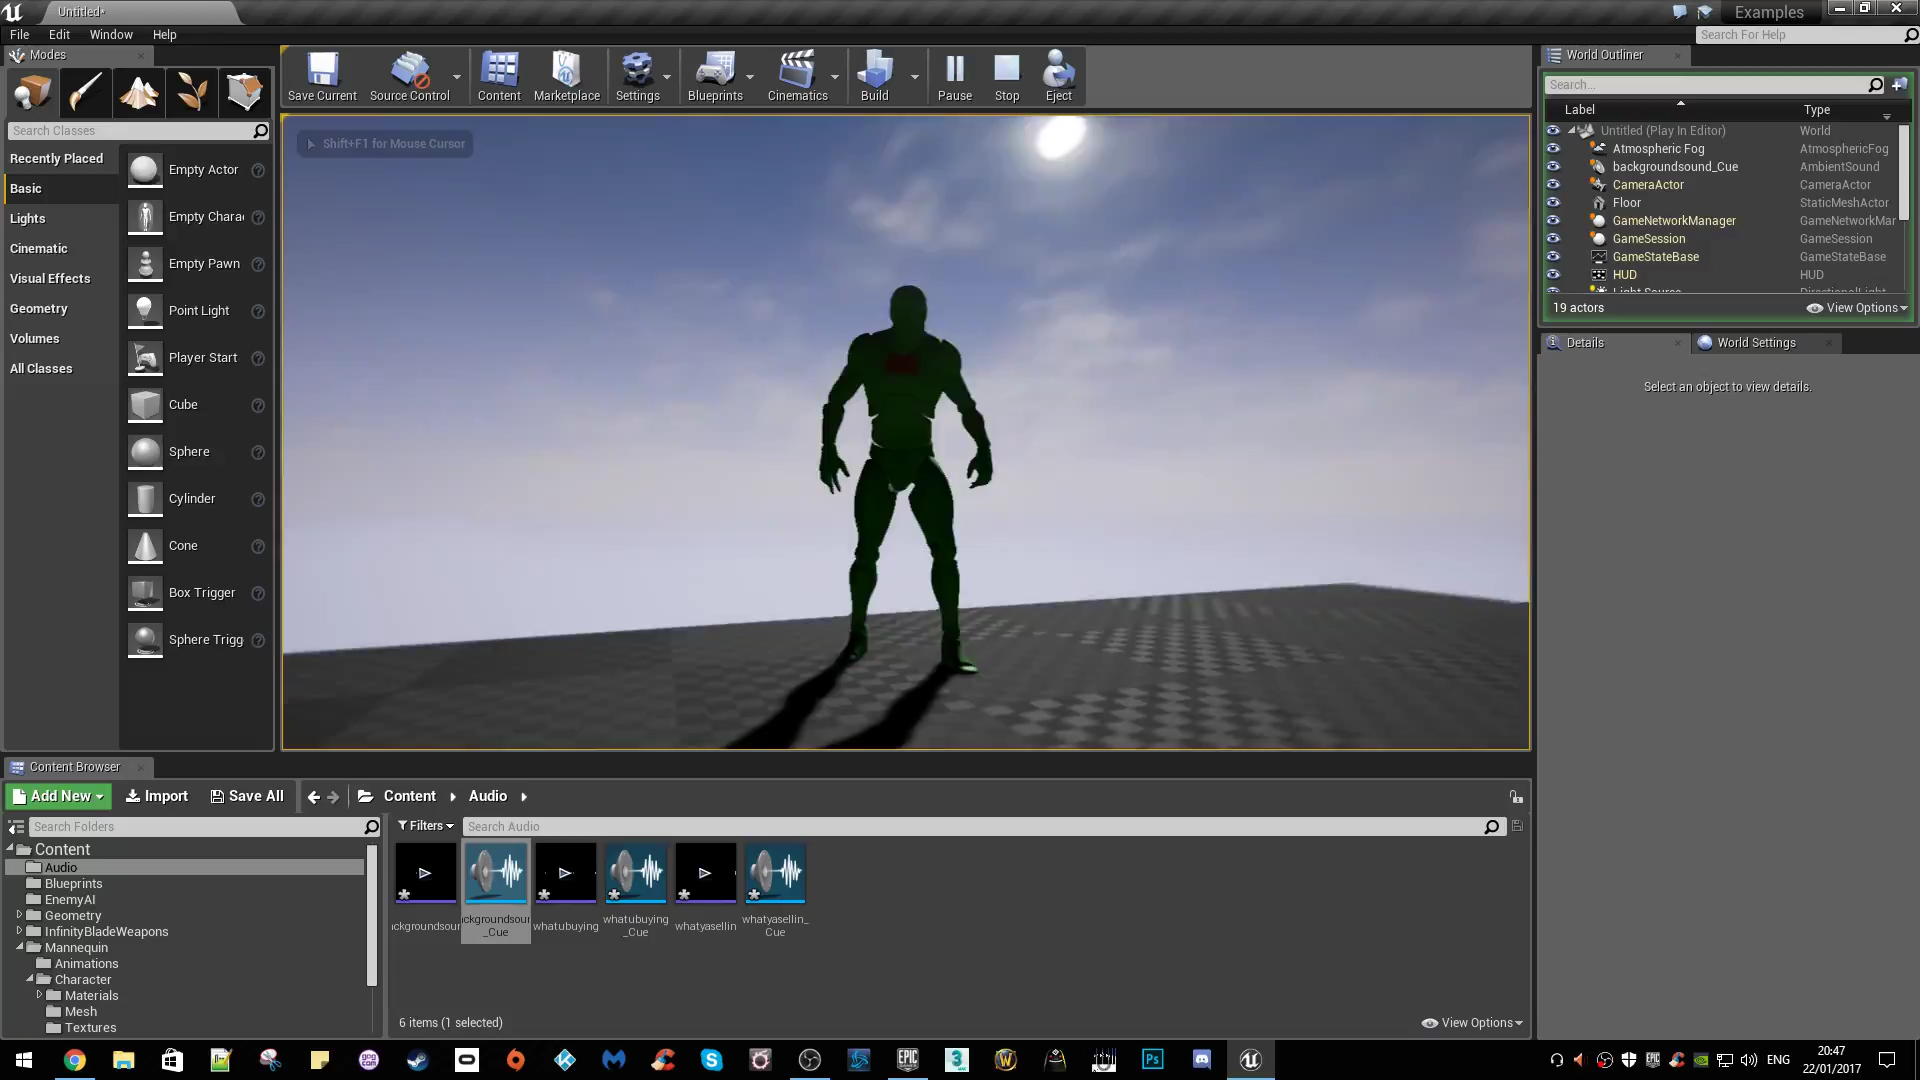 Untitled*
Examples
File Edit Window Help
Search For Help
Modes
Save Current
Source Control
Content
Marketplace
Settings
Blueprints
Cinematics
Build
Pause
Stop
Eject
World Outliner
Search...
Label Type
Untitled (Play In Editor) World
Atmospheric Fog AtmosphericFog
backgroundsound_Cue AmbientSound
CameraActor CameraActor
Floor StaticMeshActor
GameNetworkManager GameNetworkMar
GameSession GameSession
GameStateBase GameStateBase
HUD HUD
Light Source DirectionalLight
19 actors View Options
Details World Settings
Select an object to view details.
Search Classes
Recently Placed
Basic
Lights
Cinematic
Visual Effects
Geometry
Volumes
All Classes
Empty Actor
Empty Chara
Empty Pawn
Point Light
Player Start
Cube
Sphere
Cylinder
Cone
Box Trigger
Sphere Trigg
Shift+F1 for Mouse Cursor
Content Browser
Add New Import Save All Content Audio
Search Folders
Filters Search Audio
Content
Audio
Blueprints
EnemyAI
Geometry
InfinityBladeWeapons
Mannequin
Animations
Character
Materials
Mesh
Textures
ckgroundsour
ckgroundsour
_Cue
whatubuying
whatubuying
_Cue
whatyasellin
whatyasellin_
Cue
6 items (1 selected) View Options
ENG
20:47
22/01/2017